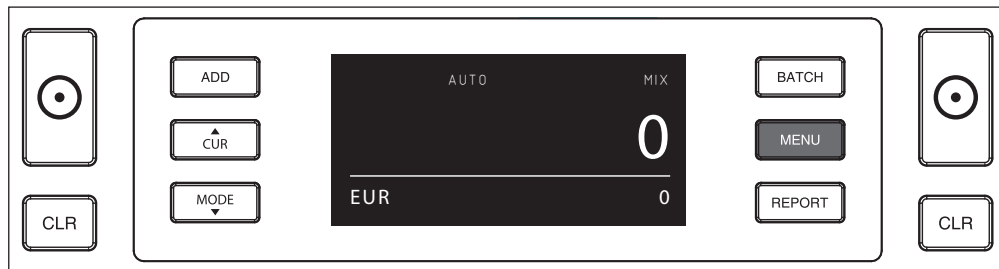 ADD
AUTO MIX
BATCH
CUR
0
MENU
MODE
EUR 0
REPORT
CLR
CLR